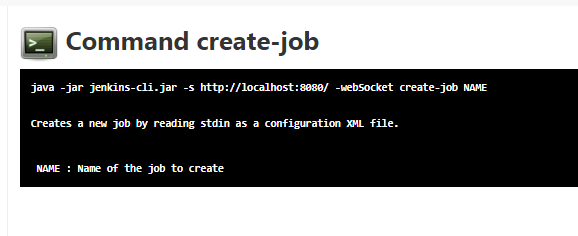 Command create-job
java -jar jenkins-cli.jar -s http://localhost:8080/ -webSocket create-job NAME
Creates a new job by reading stdin as a configuration XML file.
NAME : Name of the job to create